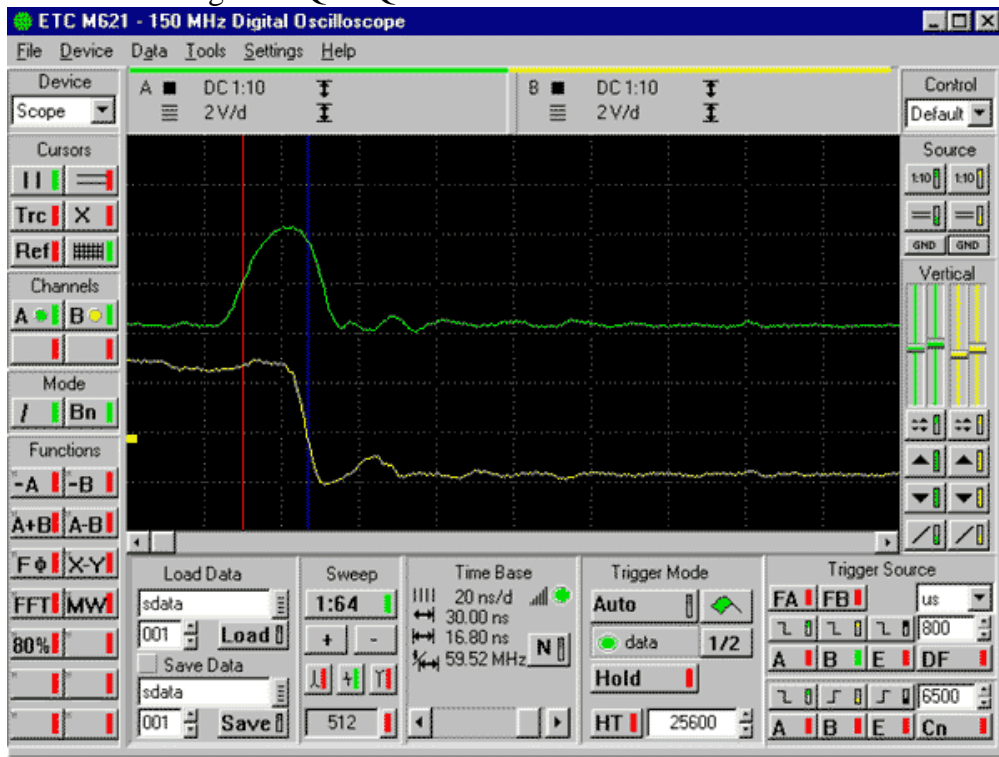 ETC M621 - 150 MHz Digital Oscilloscope
File Device Data Tools Settings Help
Device
Scope
A DC 1:10
2 V/d
B DC 1:10
2 V/d
Control
Default
Cursors
Trc X
Ref
Channels
A B
Mode
/ Bn
Functions
-A -B
A+B A-B
FΦ X-Y
FFT MW
80%
Source
1:10 1:10
GND GND
Vertical
Load Data
sdata
001 Load
Save Data
sdata
001 Save
Sweep
1:64
+ -
512
Time Base
20 ns/d
30.00 ns
16.80 ns
59.52 MHz
N
Trigger Mode
Auto
data 1/2
Hold
HT 25600
Trigger Source
FA FB us
800
A B E DF
6500
A B E Cn